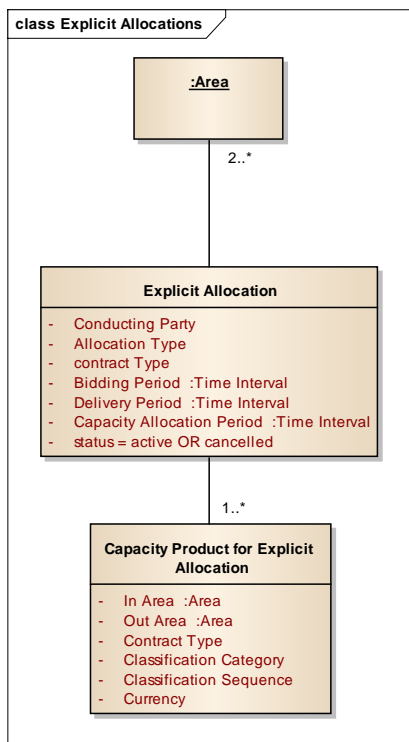 class Explicit Allocations
:Area
2..*
Explicit Allocation
- Conducting Party
- Allocation Type
- contract Type
- Bidding Period :Time Interval
- Delivery Period :Time Interval
- Capacity Allocation Period :Time Interval
- status = active OR cancelled
1..*
Capacity Product for Explicit
Allocation
- In Area :Area
- Out Area :Area
- Contract Type
- Classification Category
- Classification Sequence
- Currency